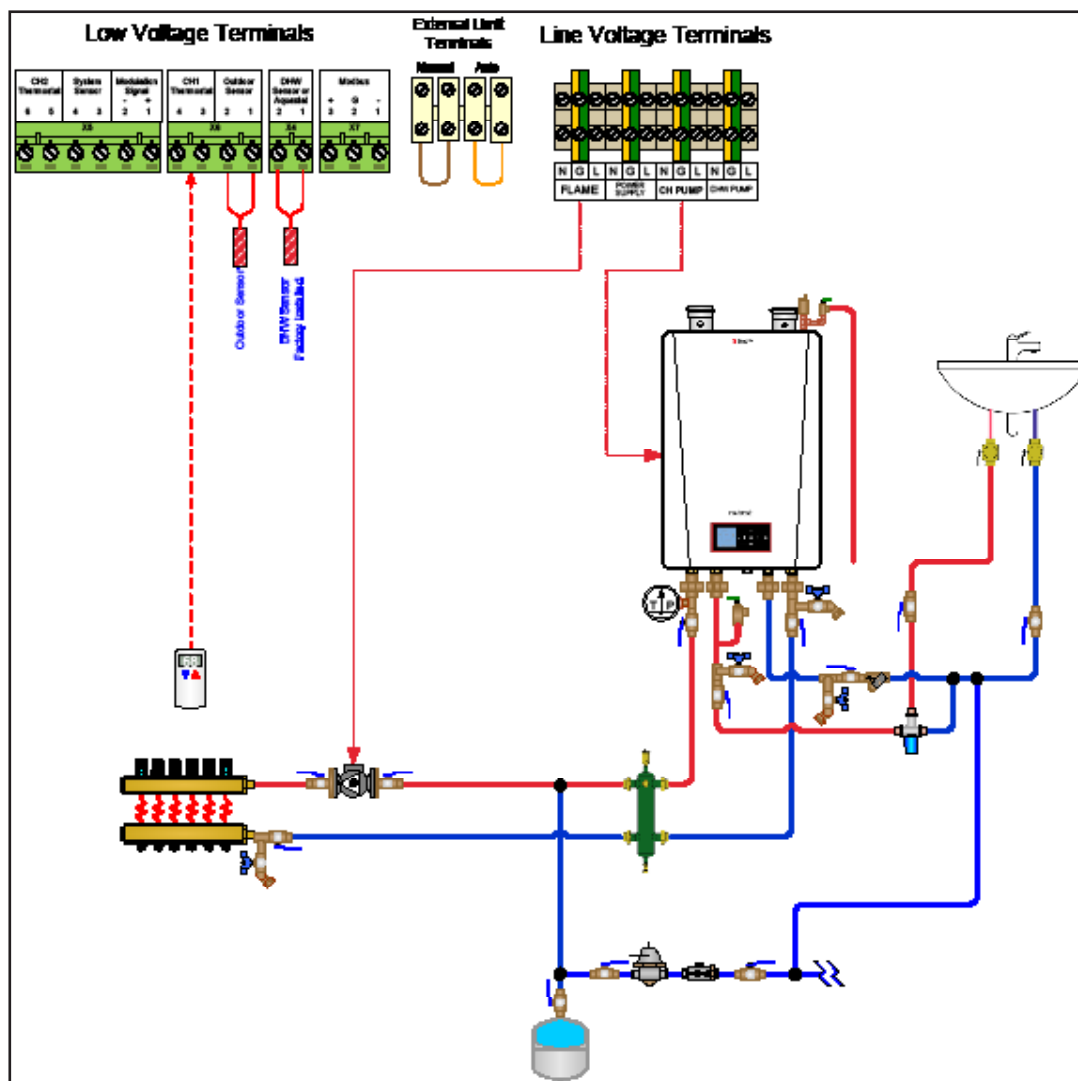 Low Voltage Terminals
External Limit
Terminals
Line Voltage Terminals
Manual Auto
CH2
Thermostat
6 5
System
Sensor
4 3
Modulation
Signal
- +
2 1
X5
CH1
Thermostat
4 3
Outdoor
Sensor
2 1
X6
DHW
Sensor or
Aquastat
2 1
Modbus
+ G -
3 2 1
X7
N G L N G L N G L N G L
FLAME
POWER
SUPPLY
CH PUMP
DHW PUMP
Outdoor Sensor
DHW Sensor
Factory Installed
68
T P